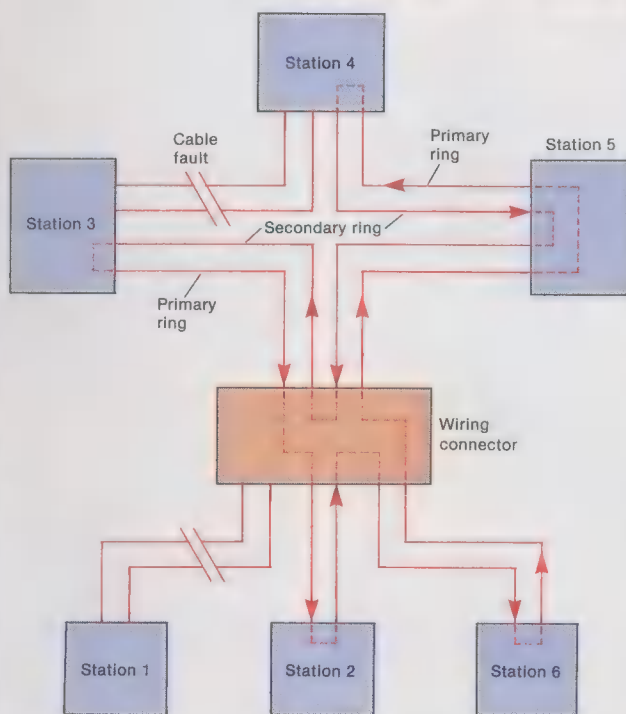 Station 4
Cable
fault
Primary
ring
Station 5
Station 3
Secondary ring
Primary
ring
Wiring
connector
Station 1
Station 2
Station 6